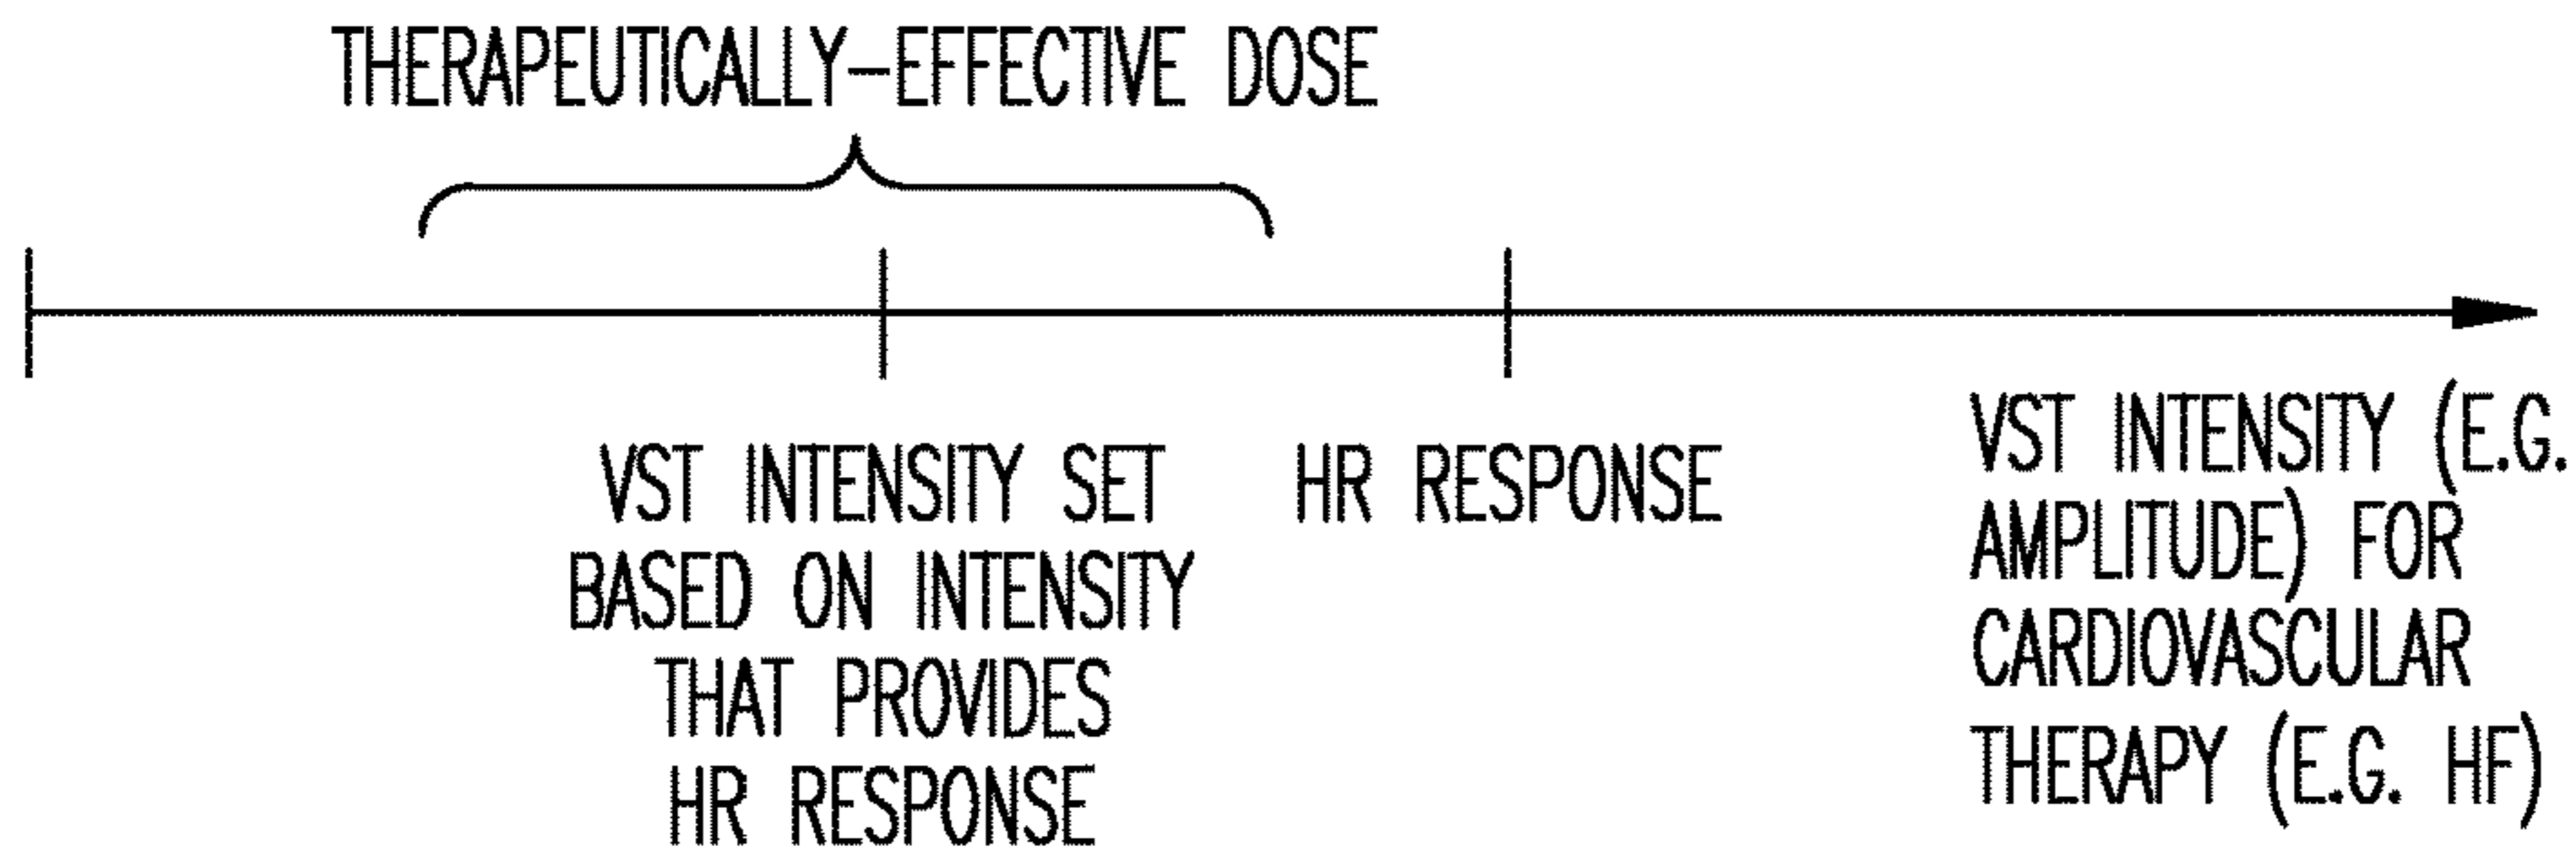 THERAPEUTICALLY-EFFECTIVE DOSE
VST INTENSITY SET
BASED ON INTENSITY
THAT PROVIDES
HR RESPONSE
HR RESPONSE
VST INTENSITY (E.G.
AMPLITUDE) FOR
CARDIOVASCULAR
THERAPY (E.G. HF)